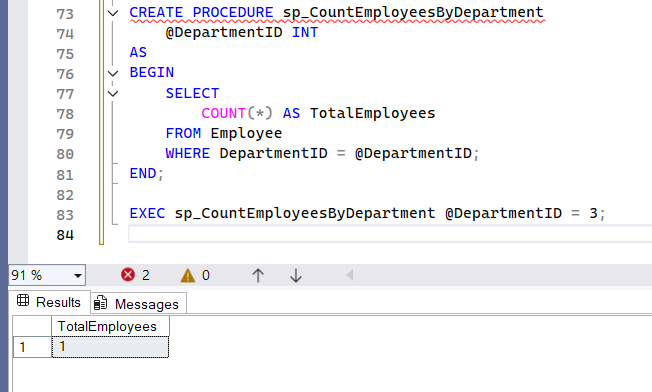 73 CREATE PROCEDURE sp_CountEmployeesByDepartment
74 @DepartmentID INT
75 AS
76 BEGIN
77 SELECT
78 COUNT(*) AS TotalEmployees
79 FROM Employee
80 WHERE DepartmentID = @DepartmentID;
81 END;
82
83 EXEC sp_CountEmployeesByDepartment @DepartmentID = 3;
84
91 % 2 0
Results Messages
TotalEmployees
1 1